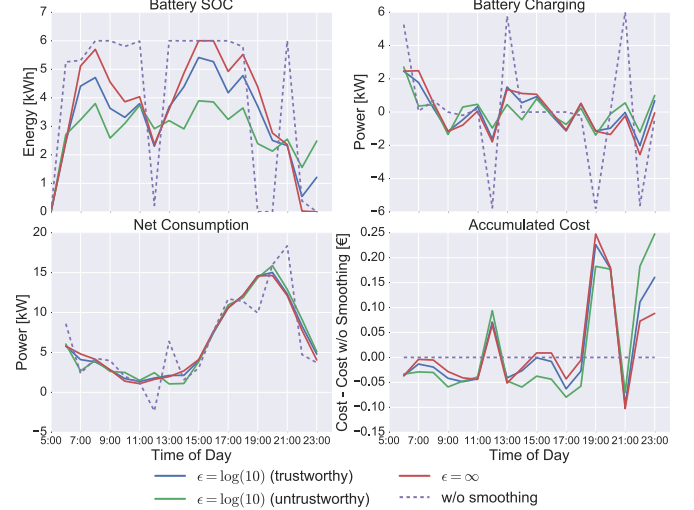 Battery SOC
Battery Charging
Energy [kWh]
7
6
5
4
3
2
1
0
Power [kW]
6
4
2
0
−2
−4
−6
Net Consumption
Accumulated Cost
Power [kW]
20
15
10
5
0
−5
Cost - Cost w/o Smoothing [€]
0.25
0.20
0.15
0.10
0.05
0.00
−0.05
−0.10
−0.15
5:00 7:00 9:00 11:00 13:00 15:00 17:00 19:00 21:00 23:00
5:00 7:00 9:00 11:00 13:00 15:00 17:00 19:00 21:00 23:00
Time of Day
Time of Day
ϵ = log(10) (trustworthy)
ϵ = ∞
ϵ = log(10) (untrustworthy)
w/o smoothing